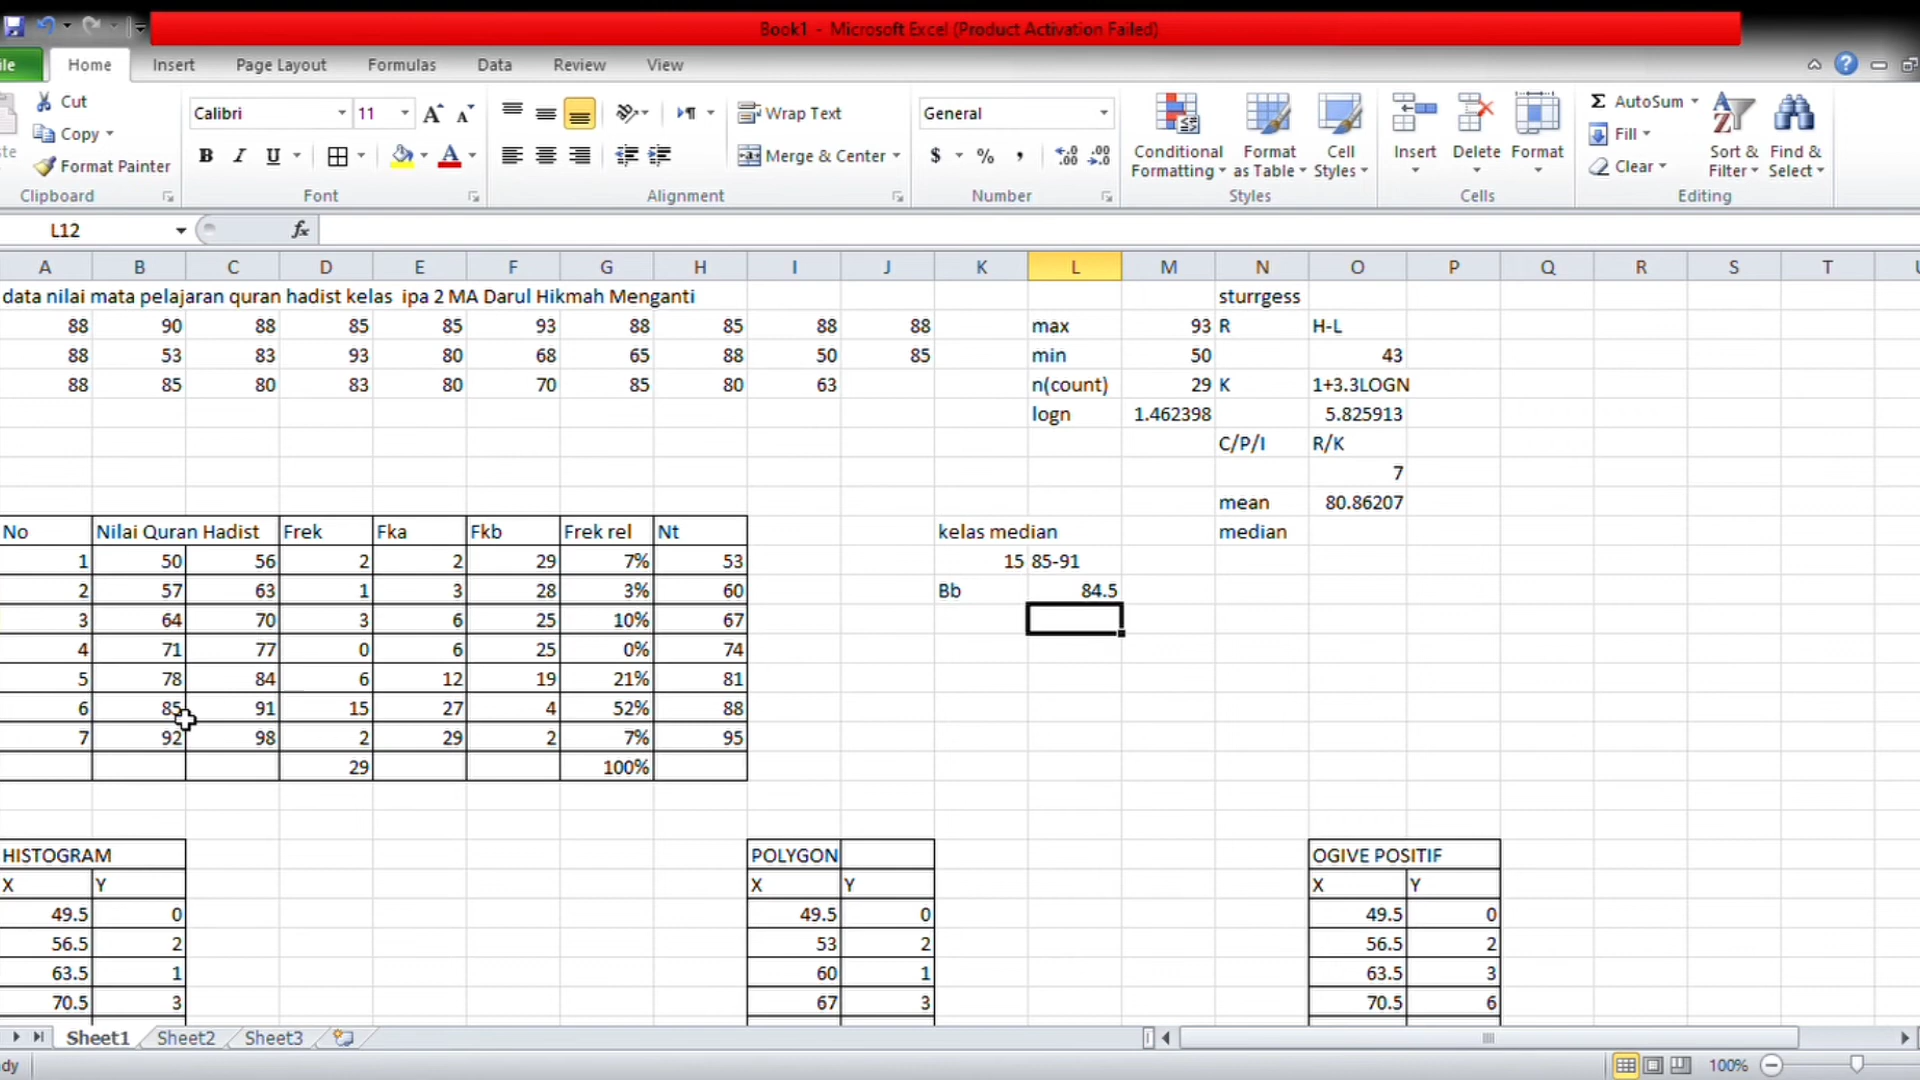 Book1 - Microsoft Excel (Product Activation Failed)
Home Insert Page Layout Formulas Data Review View
Cut
Copy
Format Painter
Clipboard
Calibri 11
B I U
Font
Wrap Text
Merge & Center
Alignment
General
$ % ,
Number
Conditional Formatting
Format as Table
Cell Styles
Styles
Insert Delete Format
Cells
Σ AutoSum
Fill
Clear
Sort & Filter
Find & Select
Editing
L12 fx
A B C D E F G H I J K L M N O P Q R S T
data nilai mata pelajaran quran hadist kelas ipa 2 MA Darul Hikmah Menganti sturrgess
88 90 88 85 85 93 88 85 88 88 max 93 R H-L
88 53 83 93 80 68 65 88 50 85 min 50 43
88 85 80 83 80 70 85 80 63 n(count) 29 K 1+3.3LOGN
logn 1.462398 5.825913
C/P/I R/K
7
mean 80.86207
No Nilai Quran Hadist Frek Fka Fkb Frek rel Nt kelas median median
1 50 56 2 2 29 7% 53 15 85-91
2 57 63 1 3 28 3% 60 Bb 84.5
3 64 70 3 6 25 10% 67
4 71 77 0 6 25 0% 74
5 78 84 6 12 19 21% 81
6 85 91 15 27 4 52% 88
7 92 98 2 29 2 7% 95
29 100%
HISTOGRAM POLYGON OGIVE POSITIF
X Y X Y X Y
49.5 0 49.5 0 49.5 0
56.5 2 53 2 56.5 2
63.5 1 60 1 63.5 3
70.5 3 67 3 70.5 6
Sheet1 Sheet2 Sheet3
100%